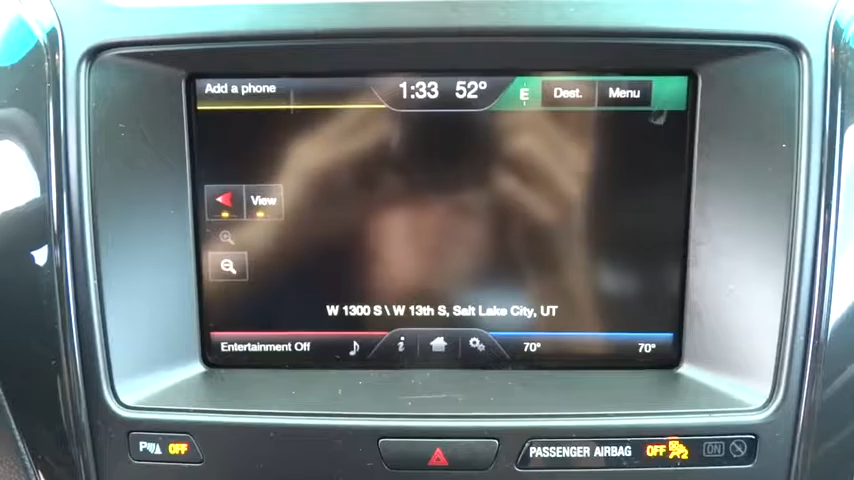 Add a phone
1:33 52°
E
Dest. Menu
View
W 1300 S \ W 13th S, Salt Lake City, UT
Entertainment Off
i
70° 70°
P OFF
PASSENGER AIRBAG OFF ON